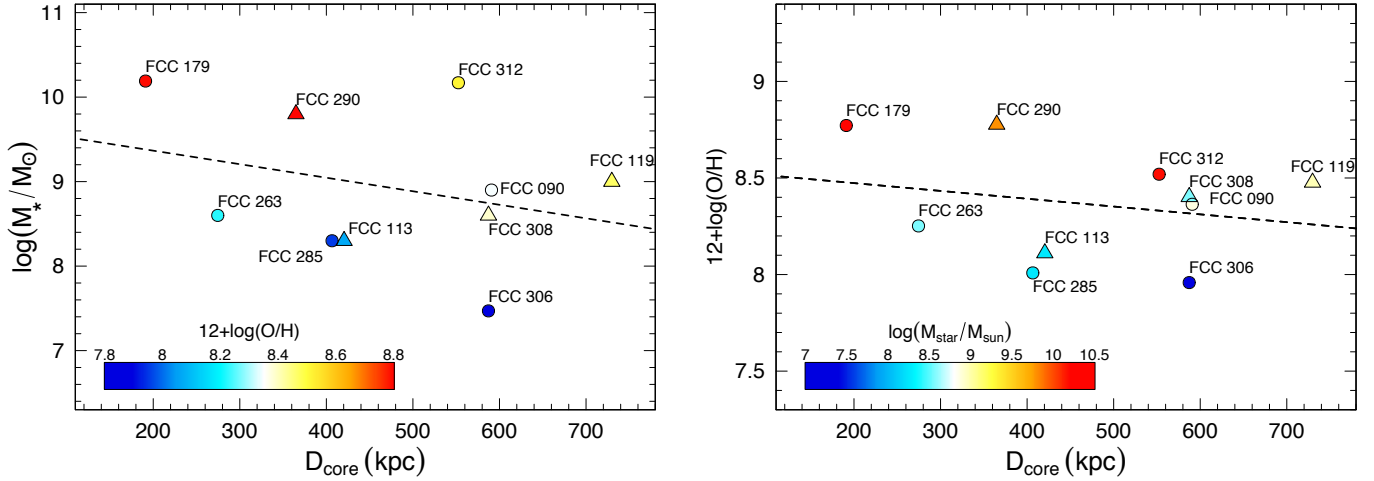 11
10
9
8
7
log(M*/M⊙)
FCC 179
FCC 290
FCC 312
FCC 119
FCC 090
FCC 263
FCC 308
FCC 113
FCC 285
FCC 306
12+log(O/H)
7.8 8 8.2 8.4 8.6 8.8
200 300 400 500 600 700
Dcore (kpc)
9
8.5
8
7.5
12+log(O/H)
FCC 179
FCC 290
FCC 312
FCC 119
FCC 308
FCC 090
FCC 263
FCC 113
FCC 306
FCC 285
log(Mstar/Msun)
7 7.5 8 8.5 9 9.5 10 10.5
200 300 400 500 600 700
Dcore (kpc)